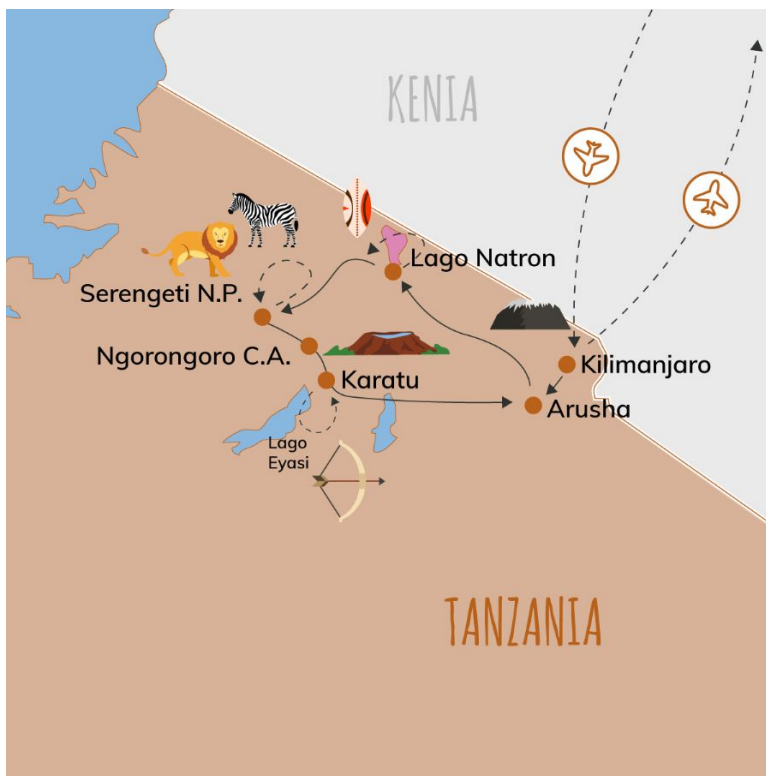 KENIA
Lago Natron
Serengeti N.P.
Ngorongoro C.A.
Karatu
Kilimanjaro
Arusha
Lago
Eyasi
TANZANIA